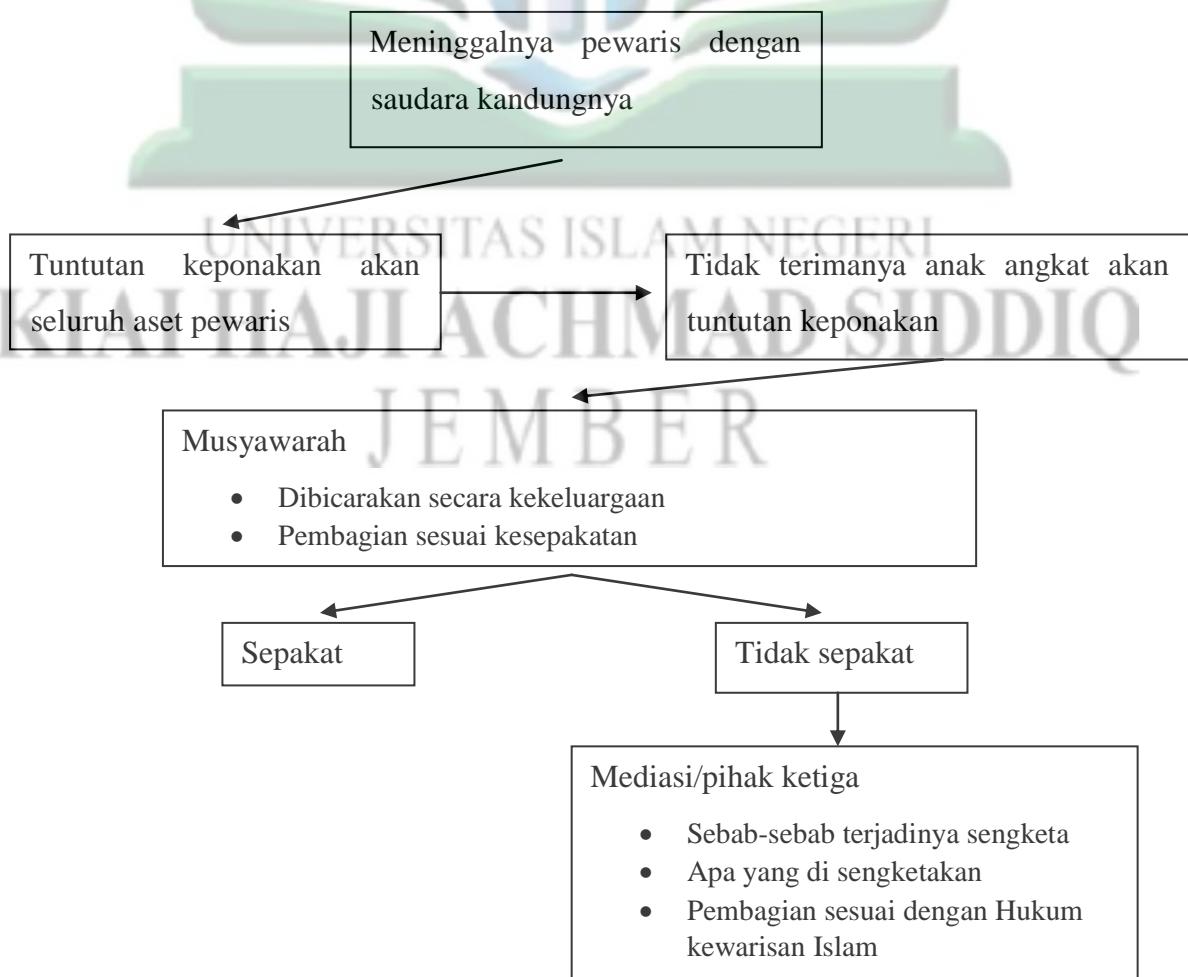 Meninggalnya pewaris dengan
saudara kandungnya
UNIVERSITAS ISLAM NEGERI
KIAI HAJI ACHMAD SIDDIQ
JEMBER
Tuntutan keponakan akan
seluruh aset pewaris
Tidak terimanya anak angkat akan
tuntutan keponakan
Musyawarah
• Dibicarakan secara kekeluargaan
• Pembagian sesuai kesepakatan
Sepakat
Tidak sepakat
Mediasi/pihak ketiga
• Sebab-sebab terjadinya sengketa
• Apa yang di sengketakan
• Pembagian sesuai dengan Hukum
kewarisan Islam